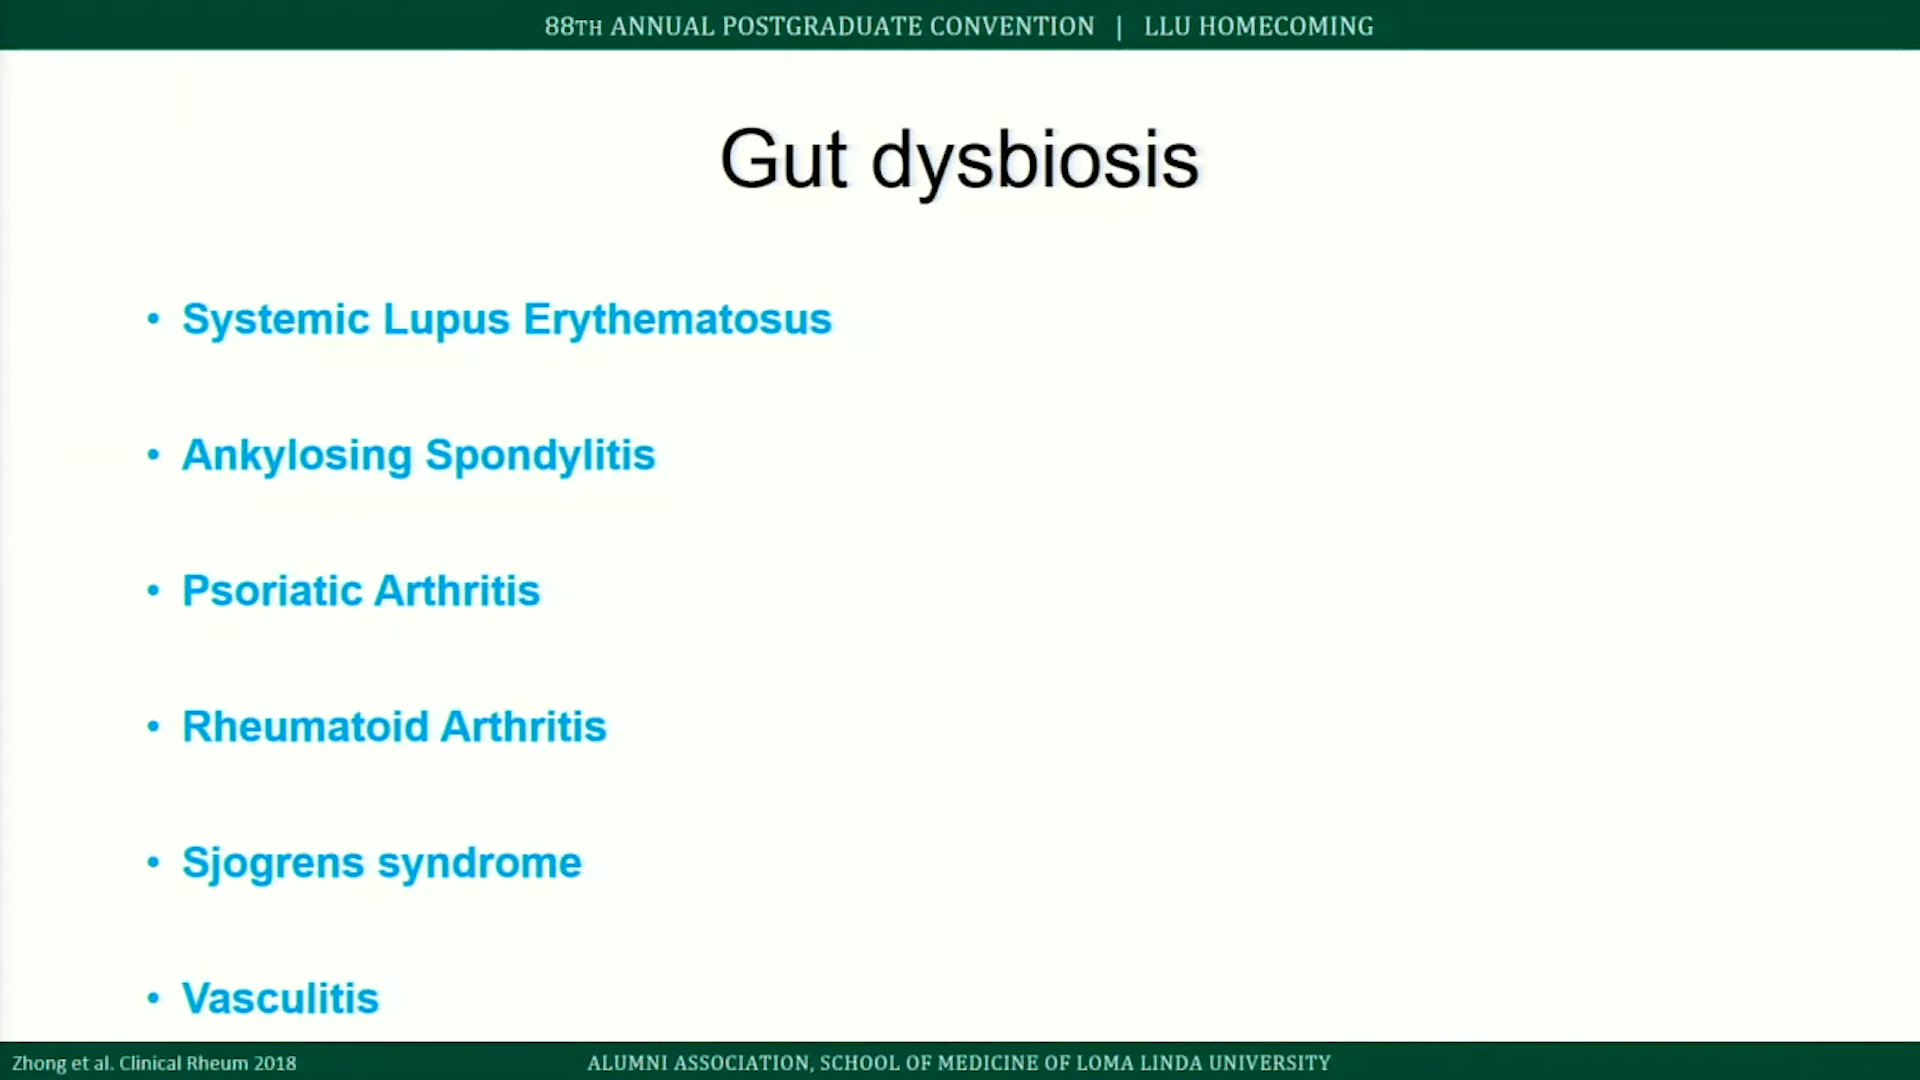 88TH ANNUAL POSTGRADUATE CONVENTION | LLU HOMECOMING
Gut dysbiosis
• Systemic Lupus Erythematosus
• Ankylosing Spondylitis
• Psoriatic Arthritis
• Rheumatoid Arthritis
• Sjogrens syndrome
• Vasculitis
Zhong et al. Clinical Rheum 2018
ALUMNI ASSOCIATION, SCHOOL OF MEDICINE OF LOMA LINDA UNIVERSITY